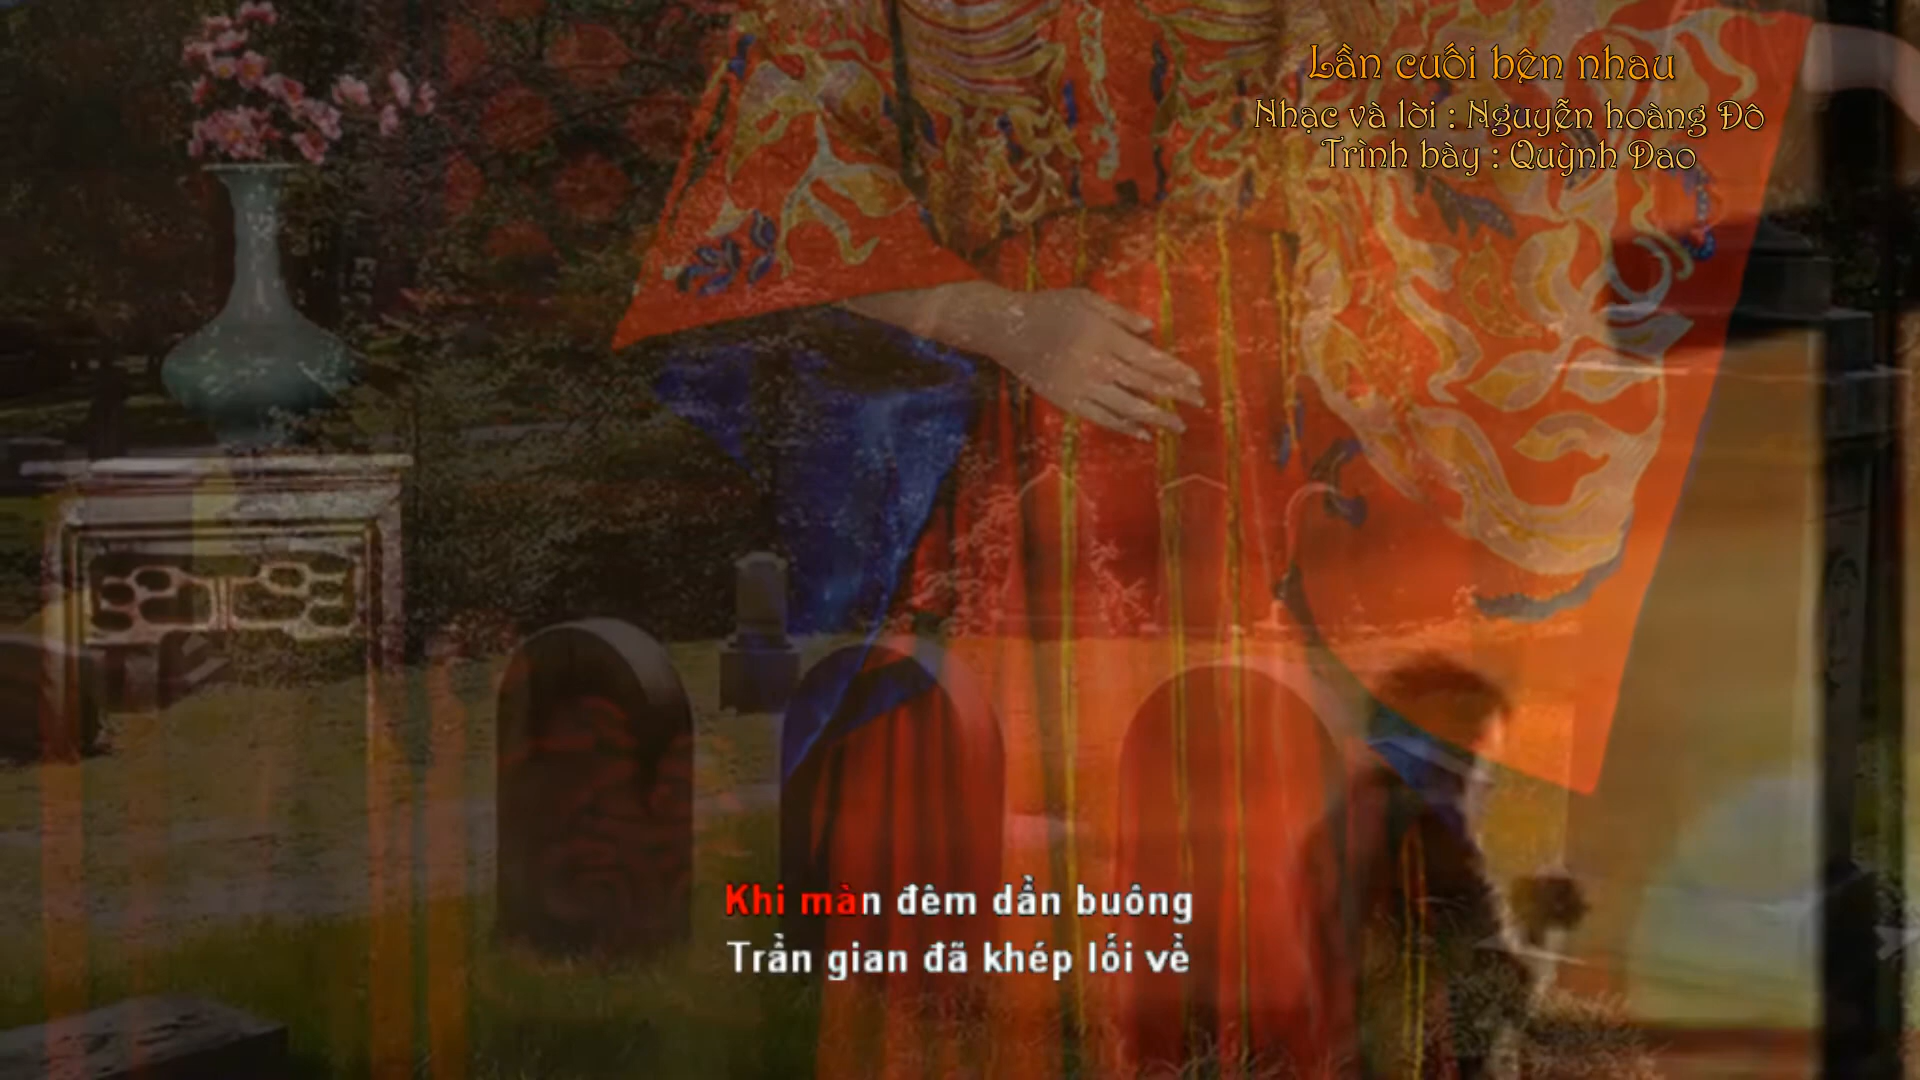 Lần cuối bện nhau
Nhạc và lời : Nguyễn hoàng Đô
Trình bày : Quỳnh Dao
Khi màn đêm dần buông
Trần gian đã khép lối về